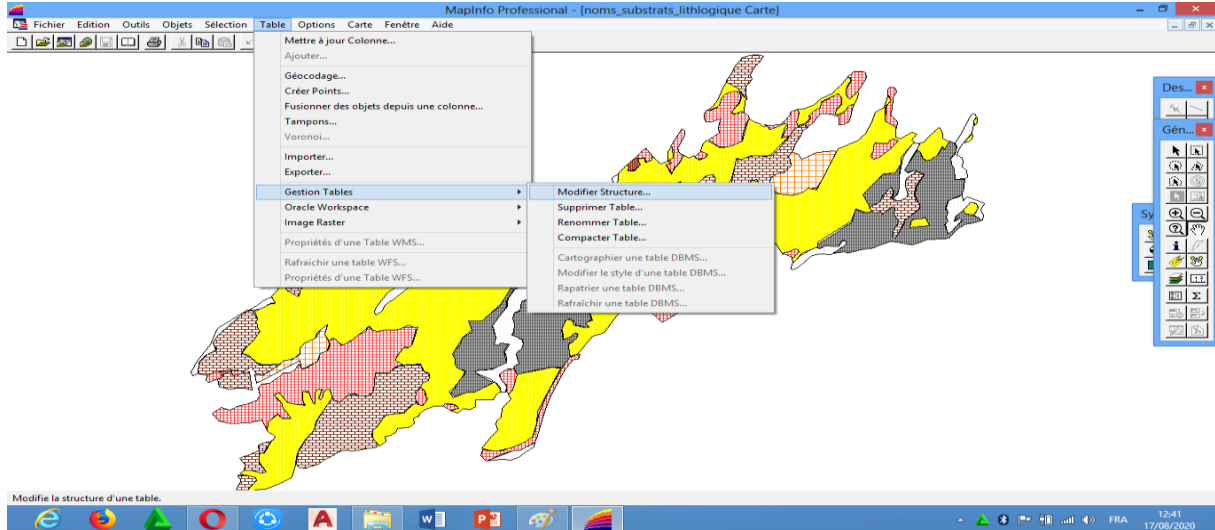 MapInfo Professional - [noms_substrats_lithologique Carte]
Fichier Edition Outils Objets Sélection Table Options Carte Fenêtre Aide
Mettre à jour Colonne...
Ajouter...
Géocodage...
Créer Points...
Fusionner des objets depuis une colonne...
Tampons...
Voronoi...
Importer...
Exporter...
Gestion Tables
Oracle Workspace
Image Raster
Propriétés d'une Table WMS...
Rafraichir une table WFS...
Propriétés d'une Table WFS...
Modifier Structure...
Supprimer Table...
Renommer Table...
Compacter Table...
Cartographier une table DBMS...
Modifier le style d'une table DBMS...
Rapatrier une table DBMS...
Rafraîchir une table DBMS...
Des...
Gén...
Sy
Modifie la structure d'une table.
FRA
12:41
17/08/2020